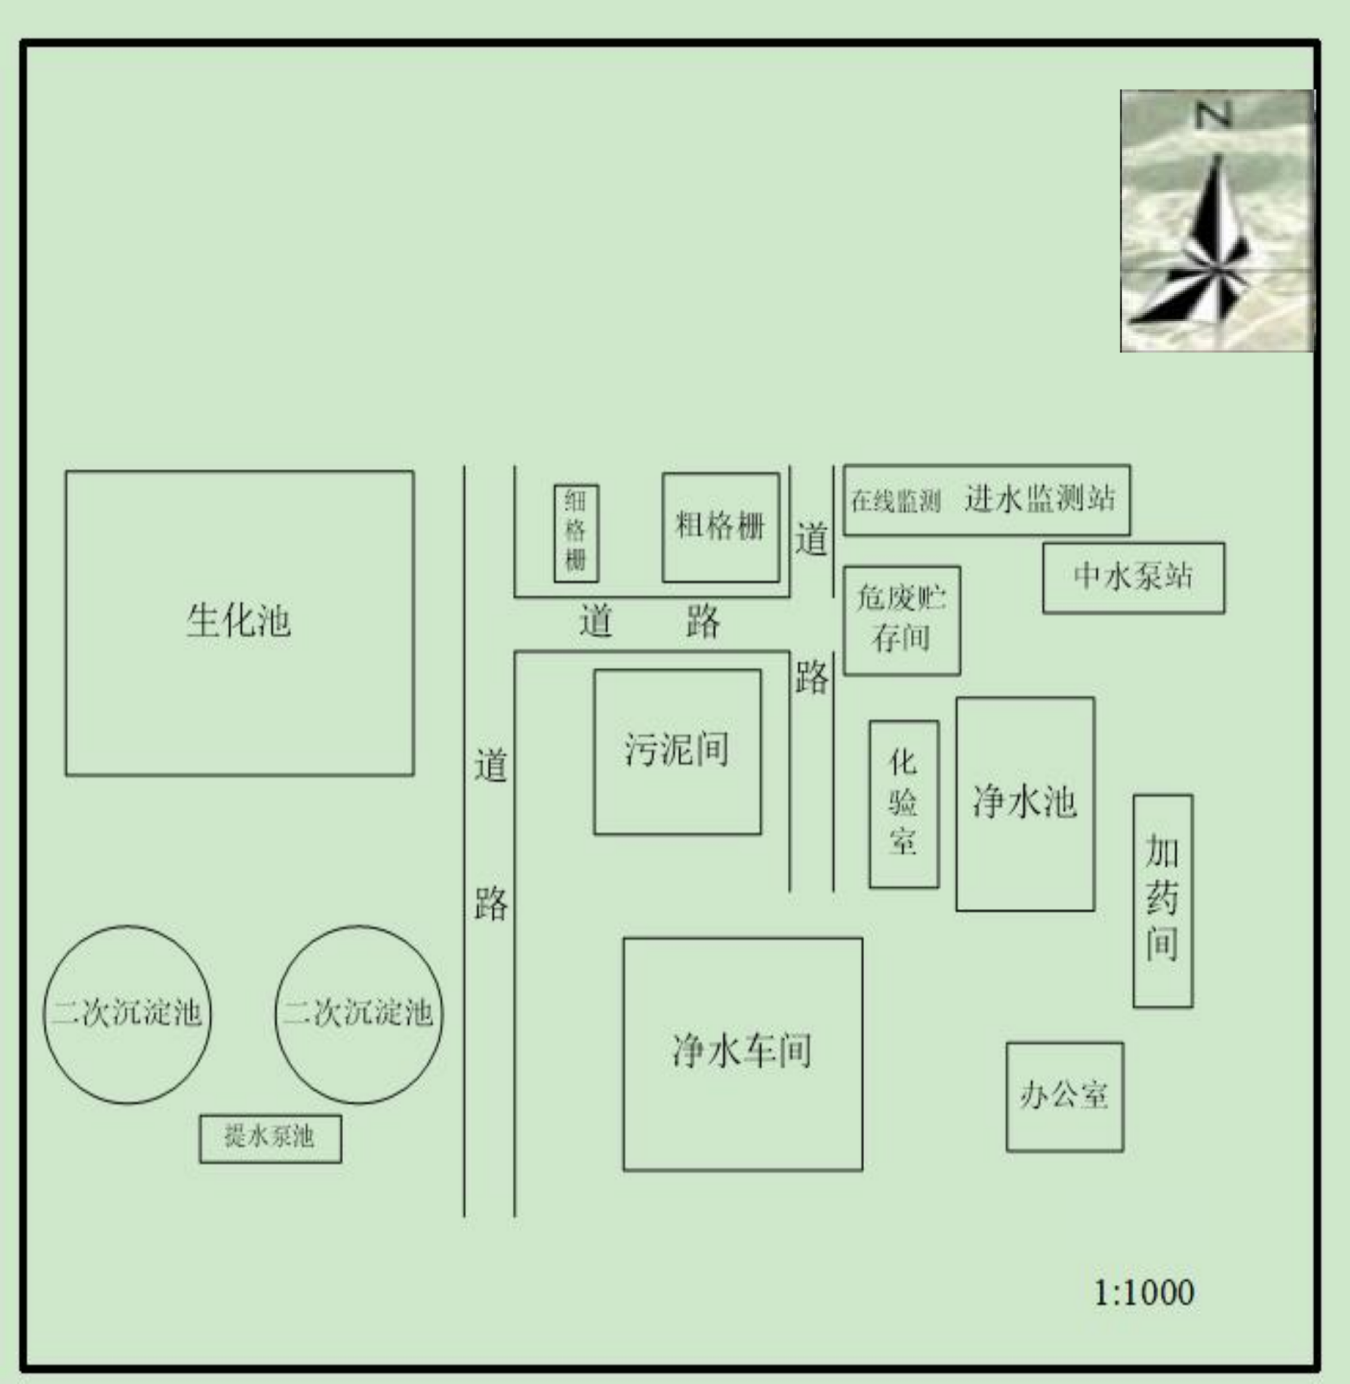 N
细格栅
粗格栅
道路
在线监测 进水监测站
中水泵站
危废贮
存间
生化池
道 路
污泥间
道路
化验室
净水池
加药间
二次沉淀池
二次沉淀池
净水车间
办公室
提水泵池
1:1000